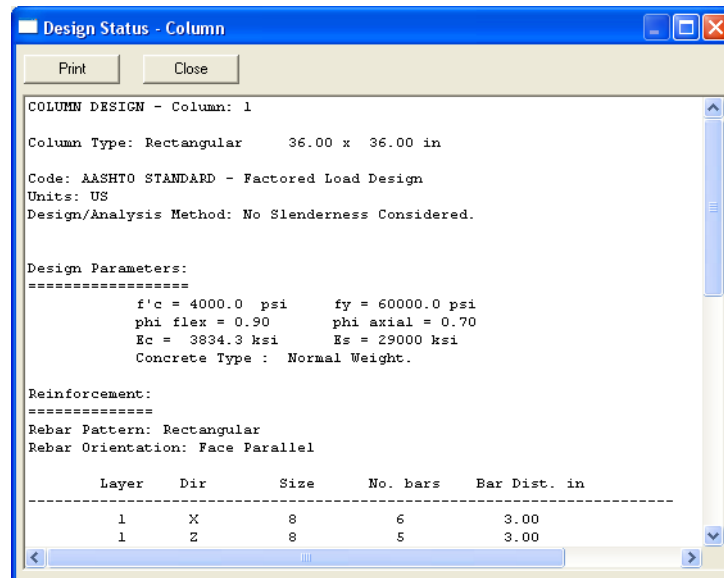 Design Status - Column
Print Close
COLUMN DESIGN - Column: 1
Column Type: Rectangular 36.00 x 36.00 in
Code: AASHTO STANDARD - Factored Load Design
Units: US
Design/Analysis Method: No Slenderness Considered.
Design Parameters:
==================
f'c = 4000.0 psi fy = 60000.0 psi
phi flex = 0.90 phi axial = 0.70
Ec = 3834.3 ksi Es = 29000 ksi
Concrete Type : Normal Weight.
Reinforcement:
==============
Rebar Pattern: Rectangular
Rebar Orientation: Face Parallel
Layer Dir Size No. bars Bar Dist. in
------------------------------------------------------------------
1 X 8 6 3.00
1 Z 8 5 3.00